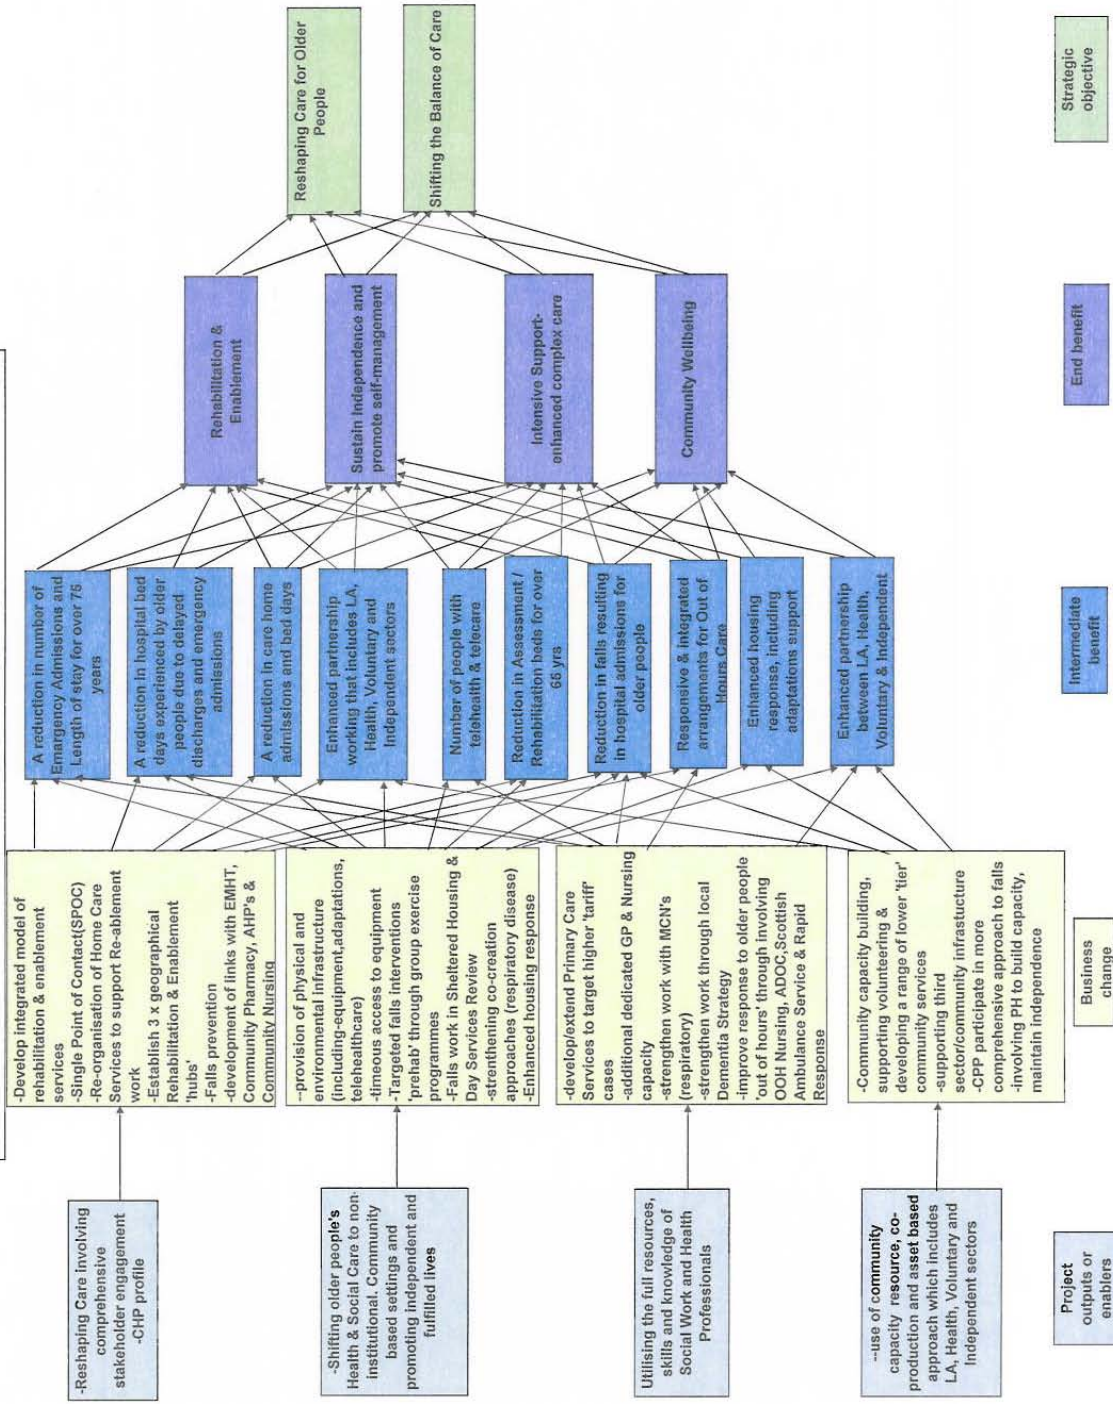 -Reshaping Care involving
comprehensive
stakeholder engagement
-CHP profile
-Shifting older people's
Health & Social Care to non-
institutional. Community
based settings and
promoting independent and
fulfilled lives
Utilising the full resources,
skills and knowledge of
Social Work and Health
Professionals
--use of community
capacity resource, co-
production and asset based
approach which includes
LA, Health, Voluntary and
Independent sectors
Project
outputs or
enablers
-Develop integrated model of
rehabilitation & enablement
services
-Single Point of Contact(SPOC)
-Re-organisation of Home Care
Services to support Re-ablement
work
-Establish 3 x geographical
Rehabilitation & Enablement
'hubs'
-Falls prevention
-development of links with EMHT,
Community Pharmacy, AHP's &
Community Nursing
--provision of physical and
environmental infrastructure
(including-equipment,adaptations,
telehealthcare)
-timeous access to equipment
-Targeted falls interventions
'prehab' through group exercise
programmes
-Falls work in Sheltered Housing &
Day Services Review
-strenthening co-creation
approaches (respiratory disease)
-Enhanced housing response
-develop/extend Primary Care
Services to target higher 'tariff'
cases
-additional dedicated GP & Nursing
capacity
-strengthen work with MCN's
(respiratory)
-strengthen work through local
Dementia Strategy
-improve response to older people
'out of hours' through involving
OOH Nursing, ADOC,Scottish
Ambulance Service & Rapid
Response
-Community capacity building,
supporting volunteering &
developing a range of lower 'tier'
community services
-supporting third
sector/community infrastucture
-CPP participate in more
comprehensive approach to falls
-involving PH to build capacity,
maintain independence
Business
change
A reduction in number of
Emargency Admissions and
Length of stay for over 75
years
A reduction in hospital bed
days experienced by older
people due to delayed
discharges and emergency
admissions
A reduction in care home
admissions and bed days
Enhanced partnership
working that includes LA,
Health, Voluntary and
Independent sectors
Number of people with
telehealth & telecare
Reduction in Assessment /
Rehabilitation beds for over
65 yrs
Reduction in falls resulting
in hospital admissions for
older people
Responsive & integrated
arrangements for Out of
Hours Care
Enhanced housing
response, including
adaptations support
Enhanced partnership
between LA, Health,
Voluntary & Independent
Intermediate
benefit
Rehabilitation &
Enablement
Sustain Independence and
promote self-management
Intensive Support-
enhanced complex care
Community Wellbeing
End benefit
Reshaping Care for Older
People
Shifting the Balance of Care
Strategic
objective